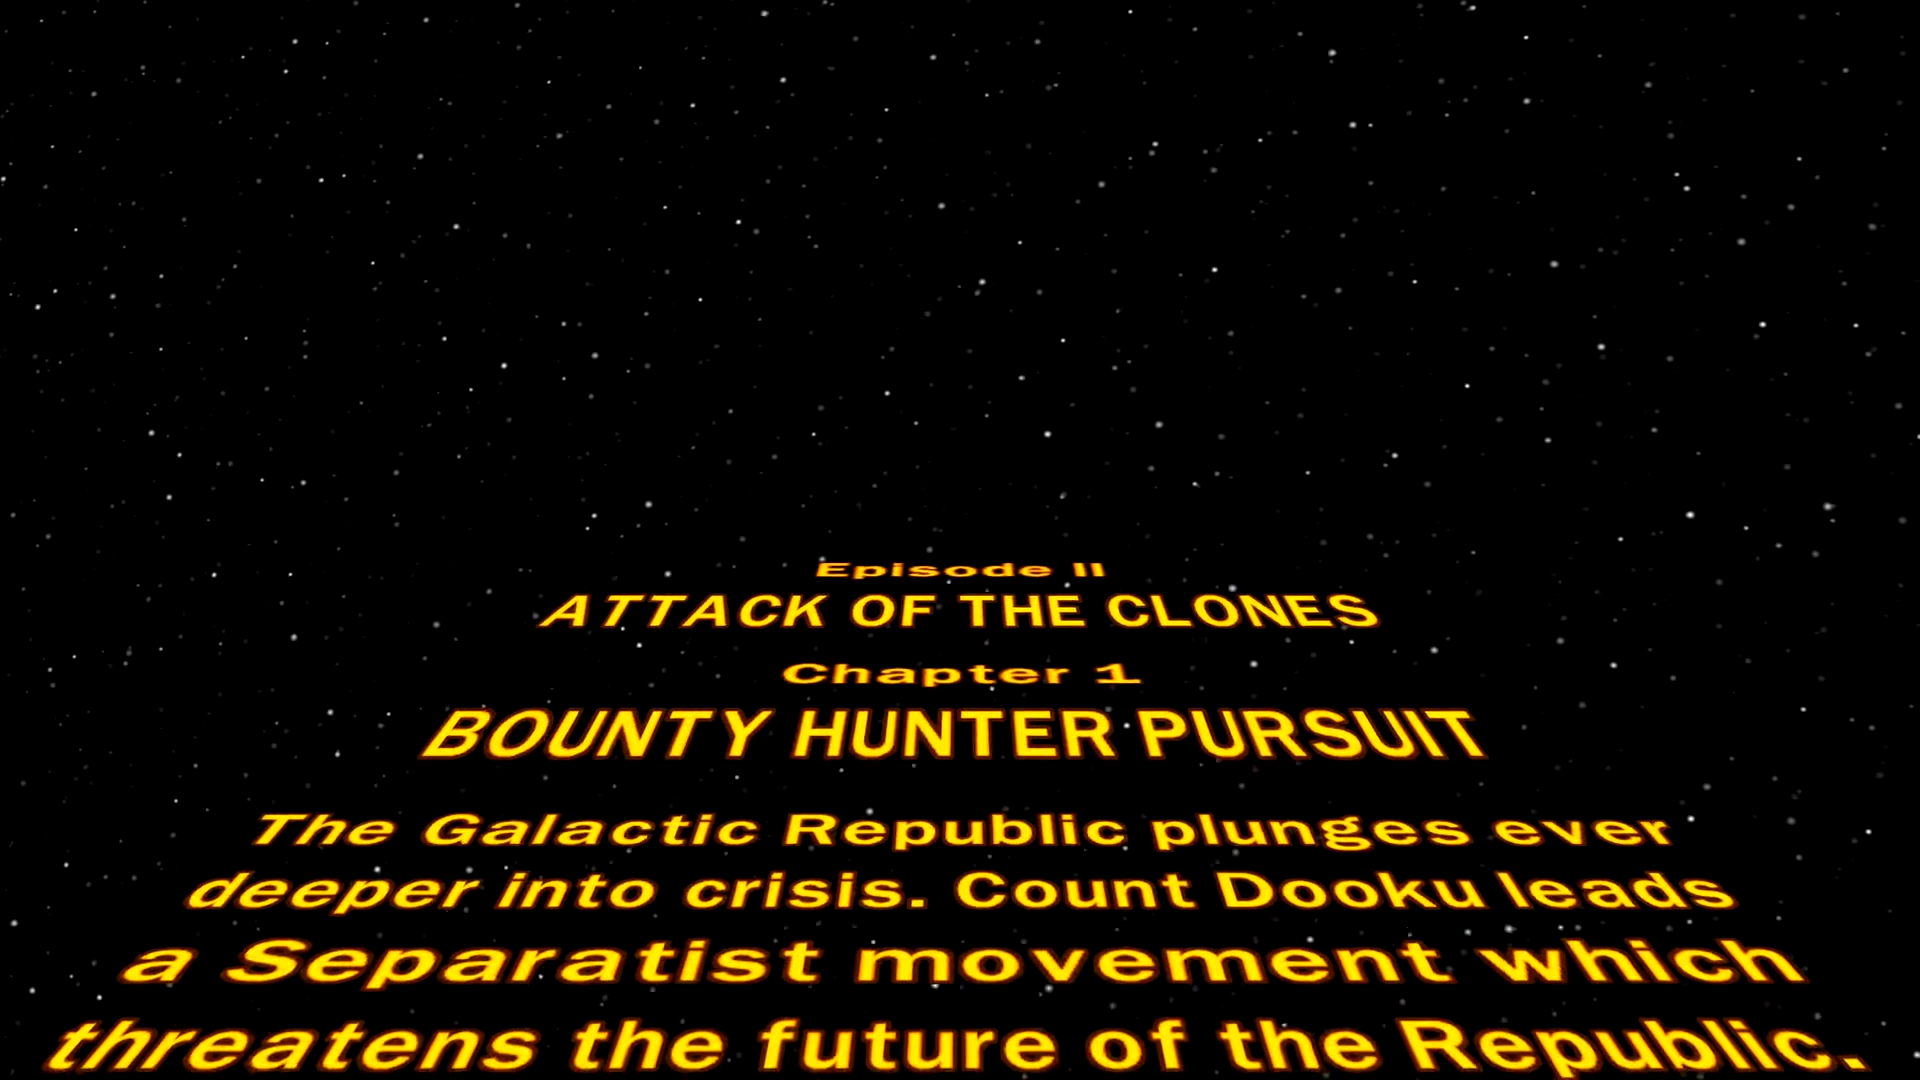 Episode II
ATTACK OF THE CLONES
Chapter 1
BOUNTY HUNTER PURSUIT
The Galactic Republic plunges ever
deeper into crisis. Count Dooku leads
a Separatist movement which
threatens the future of the Republic.